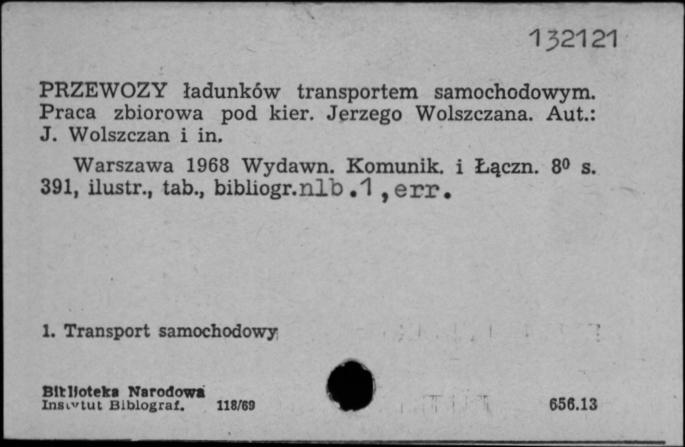 132121
PRZEWOZY ładunków transportem samochodowym.
Praca zbiorowa pod kier. Jerzego Wolszczana. Aut.:
J. Wolszczan i in.
Warszawa 1968 Wydawn. Komunik. i Łączn. 8⁰ s.
391, ilustr., tab., bibliogr.nlb.1,err.
1. Transport samochodowy
Biblioteka Narodowa
Instytut Bibliograf. 118/69
656.13